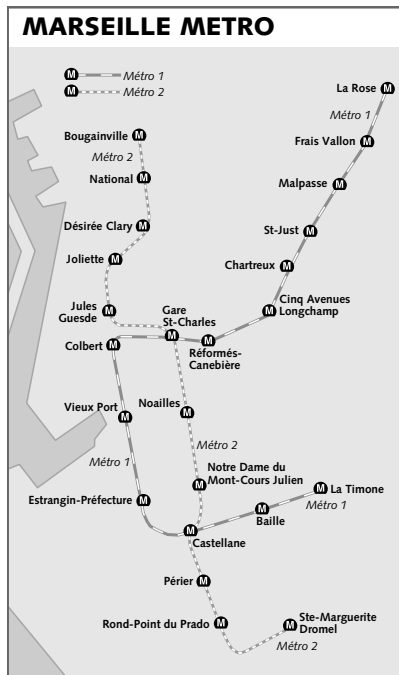 MARSEILLE METRO
Métro 1
Métro 2
La Rose
Métro 1
Bougainville
Frais Vallon
Métro 2
National
Malpasse
Désirée Clary
St-Just
Joliette
Chartreux
Cinq Avenues
Longchamp
Jules
Guesde
Gare
St-Charles
Colbert
Réformés-
Canebière
Vieux Port
Noailles
Métro 2
Métro 1
Notre Dame du
Mont-Cours Julien
La Timone
Métro 1
Estrangin-Préfecture
Baille
Castellane
Périer
Rond-Point du Prado
Ste-Marguerite
Dromel
Métro 2